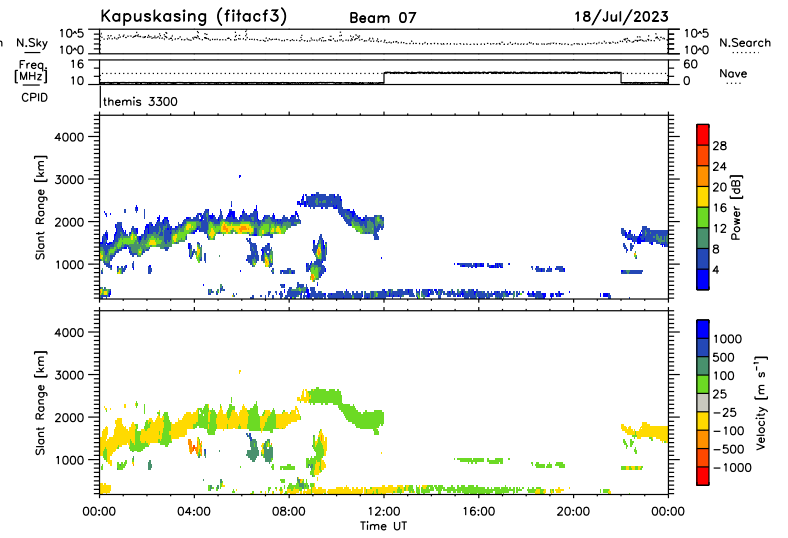 Kapuskasing (fitacf3) Beam 07 18/Jul/2023
N.Sky 10^5 10^0 10^5 10^0 N.Search
Freq. [MHz] 16 10 60 0 Nave
CPID themis 3300
Slant Range [km]
4000
3000
2000
1000
Power [dB]
28
24
20
16
12
8
4
Slant Range [km]
4000
3000
2000
1000
Velocity [m s⁻¹]
1000
500
100
25
-25
-100
-500
-1000
00:00 04:00 08:00 12:00 16:00 20:00 00:00
Time UT